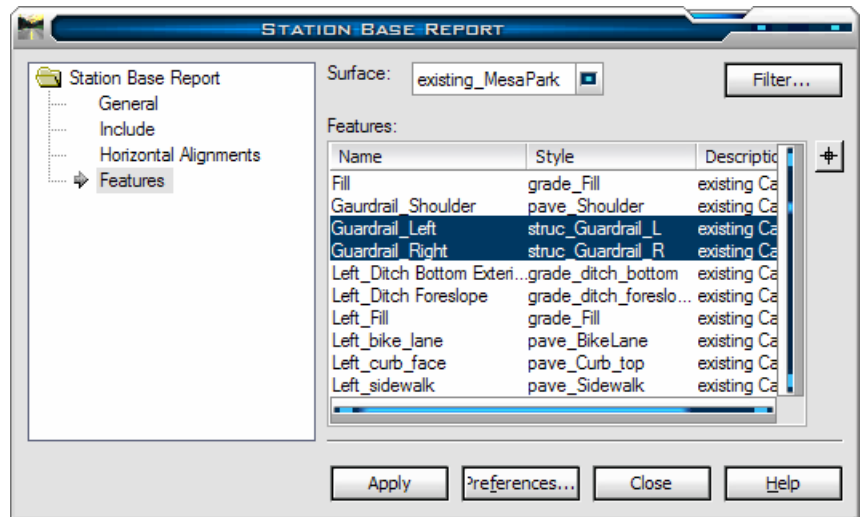 STATION BASE REPORT
Station Base Report
General
Include
Horizontal Alignments
Features
Surface: existing_MesaPark Filter...
Features:
Name Style Descriptic
Fill grade_Fill existing Ca
Gaurdrail_Shoulder pave_Shoulder existing Ca
Guardrail_Left struc_Guardrail_L existing Ca
Guardrail_Right struc_Guardrail_R existing Ca
Left_Ditch Bottom Exteri...grade_ditch_bottom existing Ca
Left_Ditch Foreslope grade_ditch_foreslo... existing Ca
Left_Fill grade_Fill existing Ca
Left_bike_lane pave_BikeLane existing Ca
Left_curb_face pave_Curb_top existing Ca
Left_sidewalk pave_Sidewalk existing Ca
Apply Preferences... Close Help